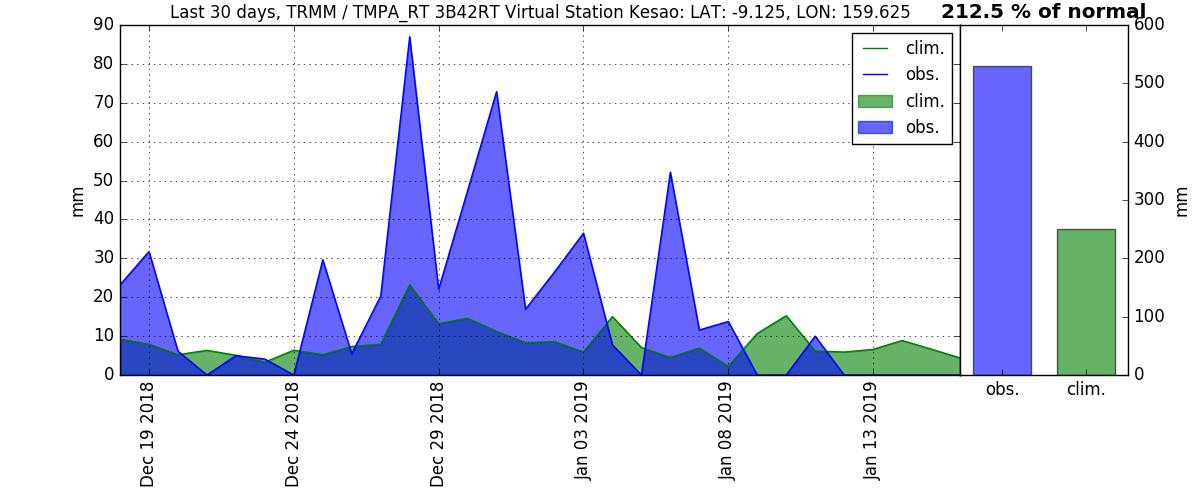 Last 30 days, TRMM / TMPA_RT 3B42RT Virtual Station Kesao: LAT: -9.125, LON: 159.625
212.5 % of normal
90
80
70
60
50
40
30
20
10
0
mm
clim.
obs.
clim.
obs.
600
500
400
300
200
100
0
mm
obs.
clim.
Dec 19 2018
Dec 24 2018
Dec 29 2018
Jan 03 2019
Jan 08 2019
Jan 13 2019